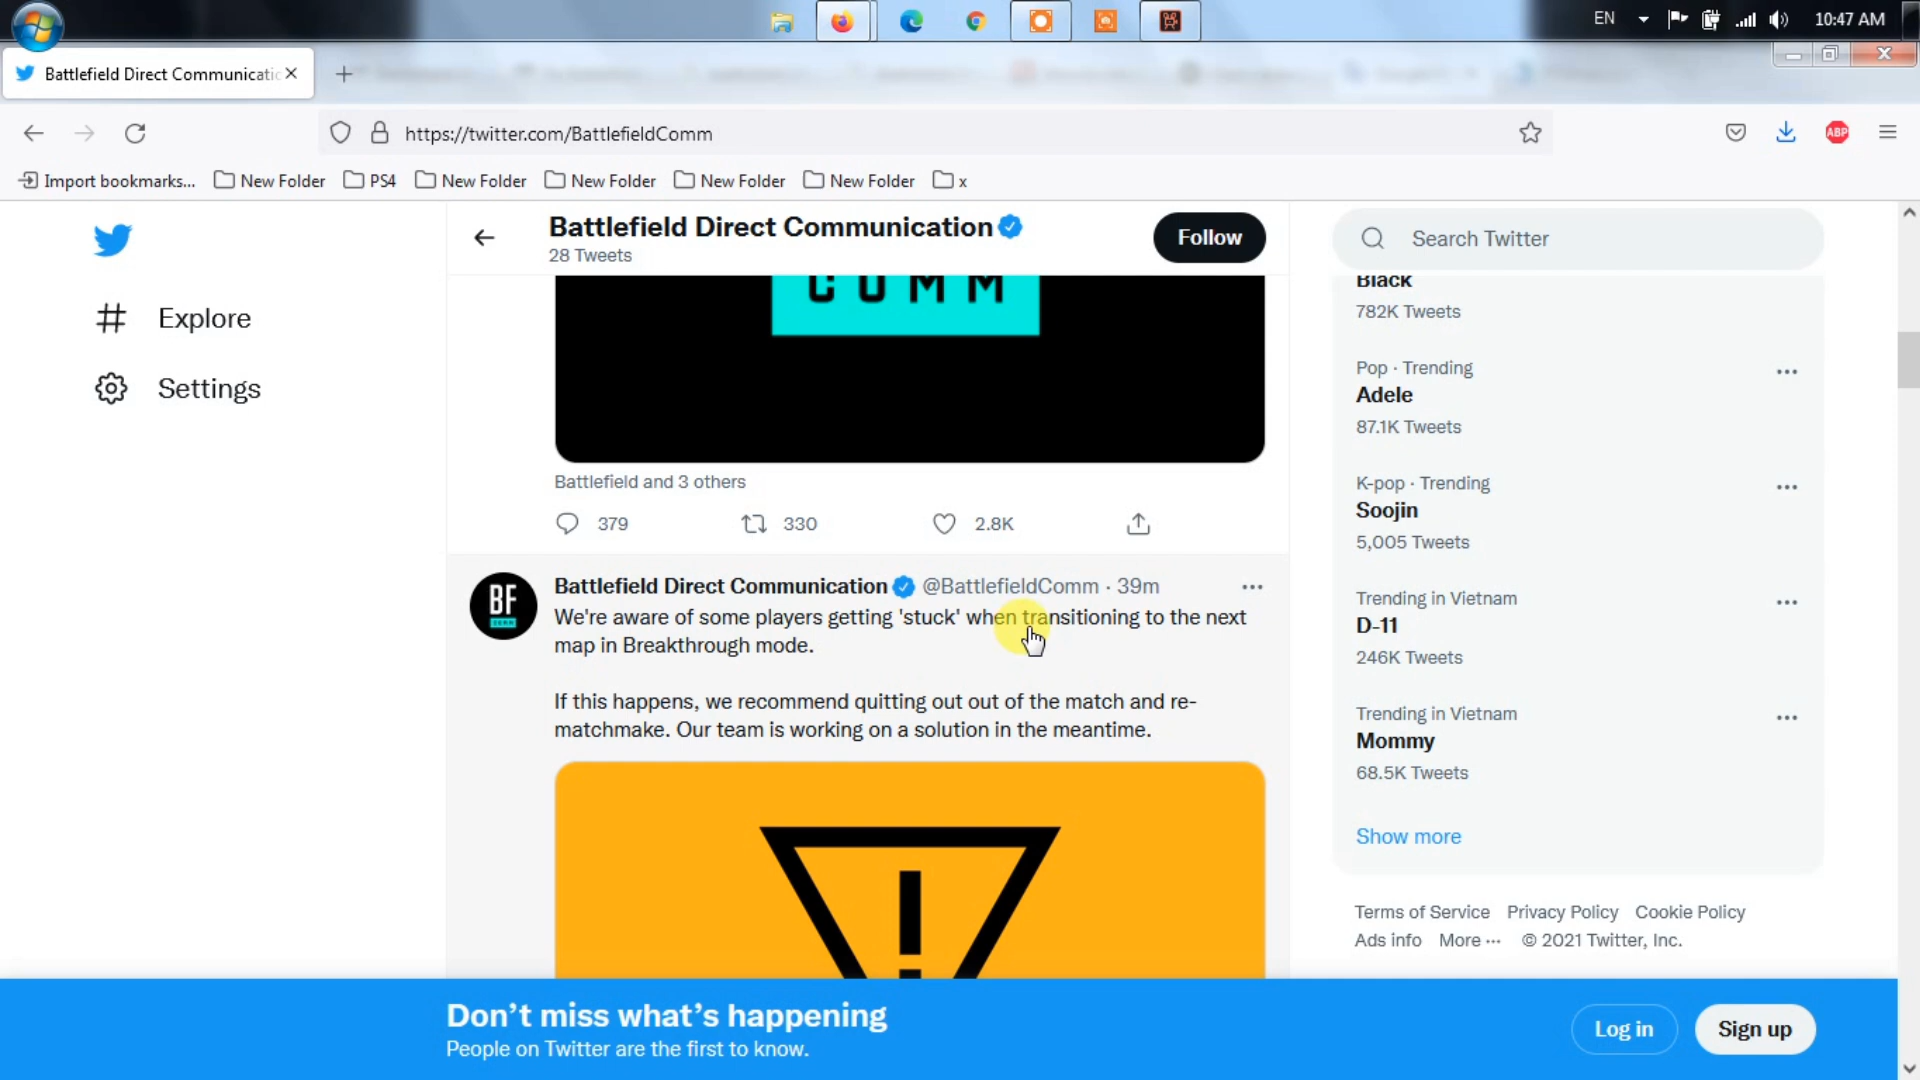 EN
10:47 AM
Battlefield Direct Communicatic
https://twitter.com/BattlefieldComm
ABP
Import bookmarks...
New Folder
PS4
New Folder
New Folder
New Folder
New Folder
x
Explore
Settings
Battlefield Direct Communication
28 Tweets
Follow
COMM
Battlefield and 3 others
379
330
2.8K
BF
Battlefield Direct Communication @BattlefieldComm · 39m
We're aware of some players getting 'stuck' when transitioning to the next
map in Breakthrough mode.
If this happens, we recommend quitting out out of the match and re-
matchmake. Our team is working on a solution in the meantime.
Search Twitter
Black
782K Tweets
Pop · Trending
Adele
87.1K Tweets
K-pop · Trending
Soojin
5,005 Tweets
Trending in Vietnam
D-11
246K Tweets
Trending in Vietnam
Mommy
68.5K Tweets
Show more
Terms of Service Privacy Policy Cookie Policy
Ads info More ··· © 2021 Twitter, Inc.
Don’t miss what’s happening
People on Twitter are the first to know.
Log in
Sign up